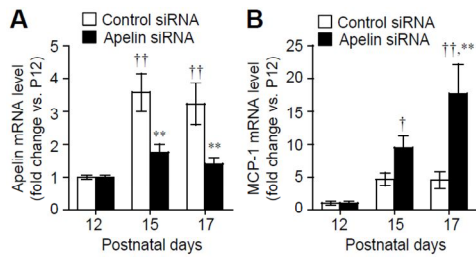 A
Control siRNA
Apelin siRNA
Apelin mRNA level
(fold change vs. P12)
5
4
3
2
1
0
††
††
**
**
12 15 17
Postnatal days
B
Control siRNA
Apelin siRNA
MCP-1 mRNA level
(fold change vs. P12)
25
20
15
10
5
0
†
††,**
12 15 17
Postnatal days